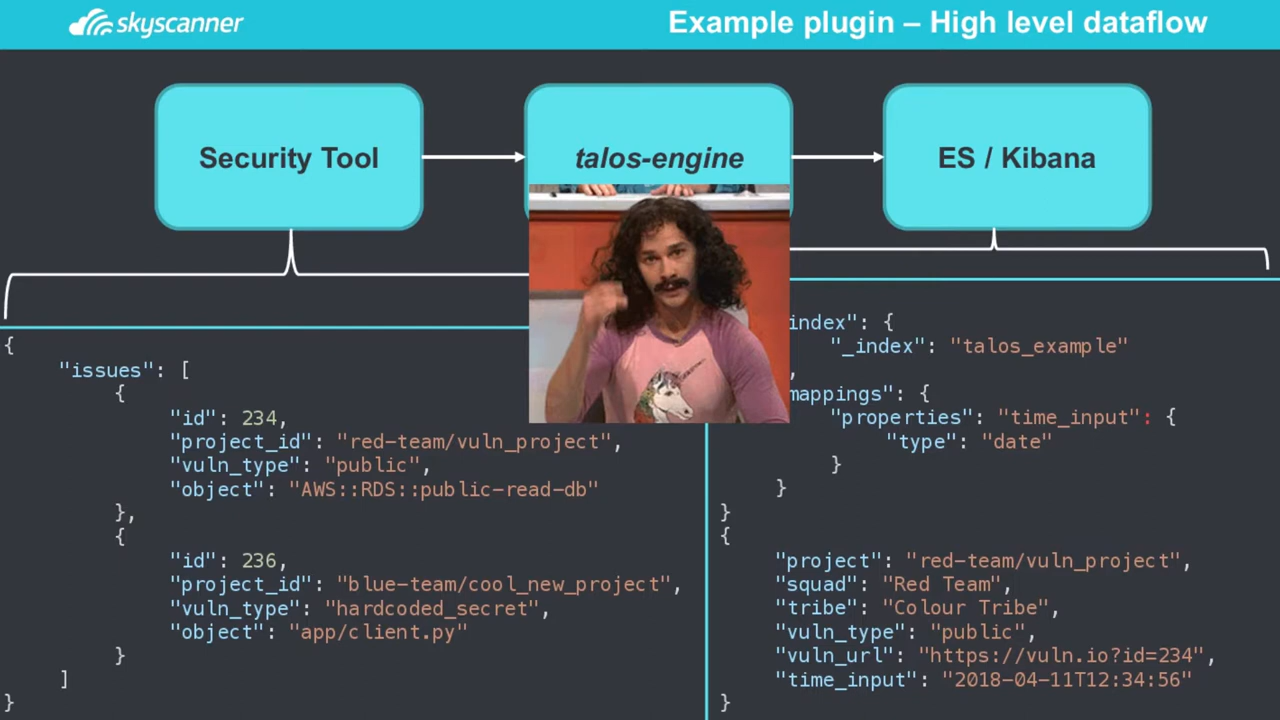 skyscanner
Example plugin – High level dataflow
Security Tool
talos-engine
ES / Kibana
{
"issues": [
{
"id": 234,
"project_id": "red-team/vuln_project",
"vuln_type": "public",
"object": "AWS::RDS::public-read-db"
},
{
"id": 236,
"project_id": "blue-team/cool_new_project",
"vuln_type": "hardcoded_secret",
"object": "app/client.py"
}
]
}
index": {
"_index": "talos_example"
,
mappings": {
"properties": "time_input": {
"type": "date"
}
}
}
{
"project": "red-team/vuln_project",
"squad": "Red Team",
"tribe": "Colour Tribe",
"vuln_type": "public",
"vuln_url": "https://vuln.io?id=234",
"time_input": "2018-04-11T12:34:56"
}